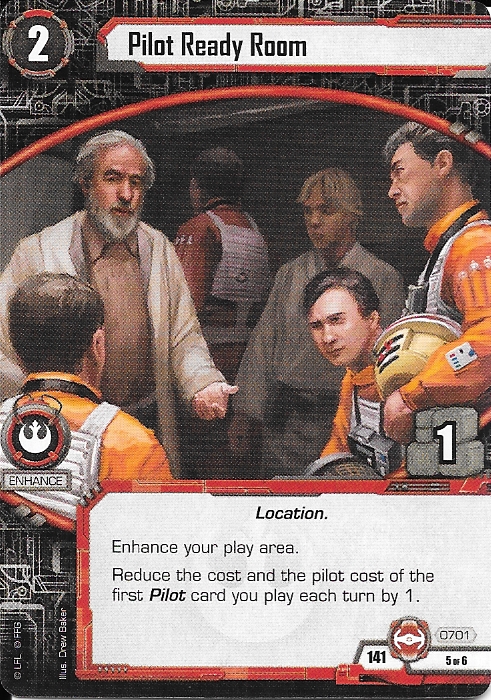 2
Pilot Ready Room
ENHANCE
1
Location.
Enhance your play area.
Reduce the cost and the pilot cost of the
first Pilot card you play each turn by 1.
© LFL © FFG
Illus. Drew Baker
141
0701
5 of 6